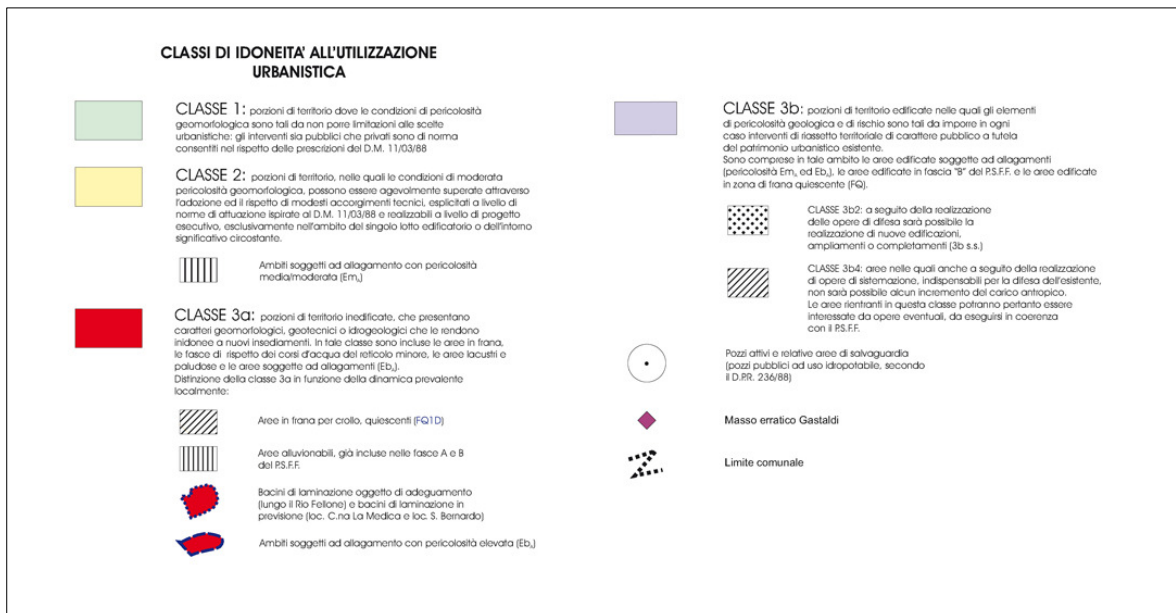 CLASSI DI IDONEITA' ALL'UTILIZZAZIONE
URBANISTICA
CLASSE 1: porzioni di territorio dove le condizioni di pericolosità
geomorfologica sono tali da non porre limitazioni alle scelte
urbanistiche: gli interventi sia pubblici che privati sono di norma
consentiti nel rispetto delle prescrizioni del D.M. 11/03/88
CLASSE 2: porzioni di territorio, nelle quali le condizioni di moderata
pericolosità geomorfologica, possono essere agevolmente superate attraverso
l'adozione ed il rispetto di modesti accorgimenti tecnici, esplicitati a livello di
norme di attuazione ispirate al D.M. 11/03/88 e realizzabili a livello di progetto
esecutivo, esclusivamente nell'ambito del singolo lotto edificatorio o dell'intorno
significativo circostante.
Ambiti soggetti ad allagamento con pericolosità
media/moderata (Emₐ)
CLASSE 3a: porzioni di territorio inedificate, che presentano
caratteri geomorfologici, geotecnici o idrogeologici che le rendono
inidonee a nuovi insediamenti. In tale classe sono incluse le aree in frana,
le fasce di rispetto dei corsi d'acqua del reticolo minore, le aree lacustri e
paludose e le aree soggette ad allagamenti (Ebₐ).
Distinzione della classe 3a in funzione della dinamica prevalente
localmente:
Aree in frana per crollo, quiescenti (FQ1D)
Aree alluvionabili, già incluse nelle fasce A e B
del P.S.F.F.
Bacini di laminazione oggetto di adeguamento
(lungo il Rio Fellone) e bacini di laminazione in
previsione (loc. C.na La Medica e loc. S. Bernardo)
Ambiti soggetti ad allagamento con pericolosità elevata (Ebₐ)
CLASSE 3b: porzioni di territorio edificate nelle quali gli elementi
di pericolosità geologica e di rischio sono tali da imporre in ogni
caso interventi di riassetto territoriale di carattere pubblico a tutela
del patrimonio urbanistico esistente.
Sono comprese in tale ambito le aree edificate soggette ad allagamenti
(pericolosità Emₐ ed Ebₐ), le aree edificate in fascia "B" del P.S.F.F. e le aree edificate
in zona di frana quiescente (FQ).
CLASSE 3b2: a seguito della realizzazione
delle opere di difesa sarà possibile la
realizzazione di nuove edificazioni,
ampliamenti o completamenti (3b s.s.)
CLASSE 3b4: aree nelle quali anche a seguito della realizzazione
di opere di sistemazione, indispensabili per la difesa dell'esistente,
non sarà possibile alcun incremento del carico antropico.
Le aree rientranti in questa classe potranno pertanto essere
interessate da opere eventuali, da eseguirsi in coerenza
con il P.S.F.F.
Pozzi attivi e relative aree di salvaguardia
(pozzi pubblici ad uso idropotabile, secondo
il D.P.R. 236/88)
Masso erratico Gastaldi
Limite comunale